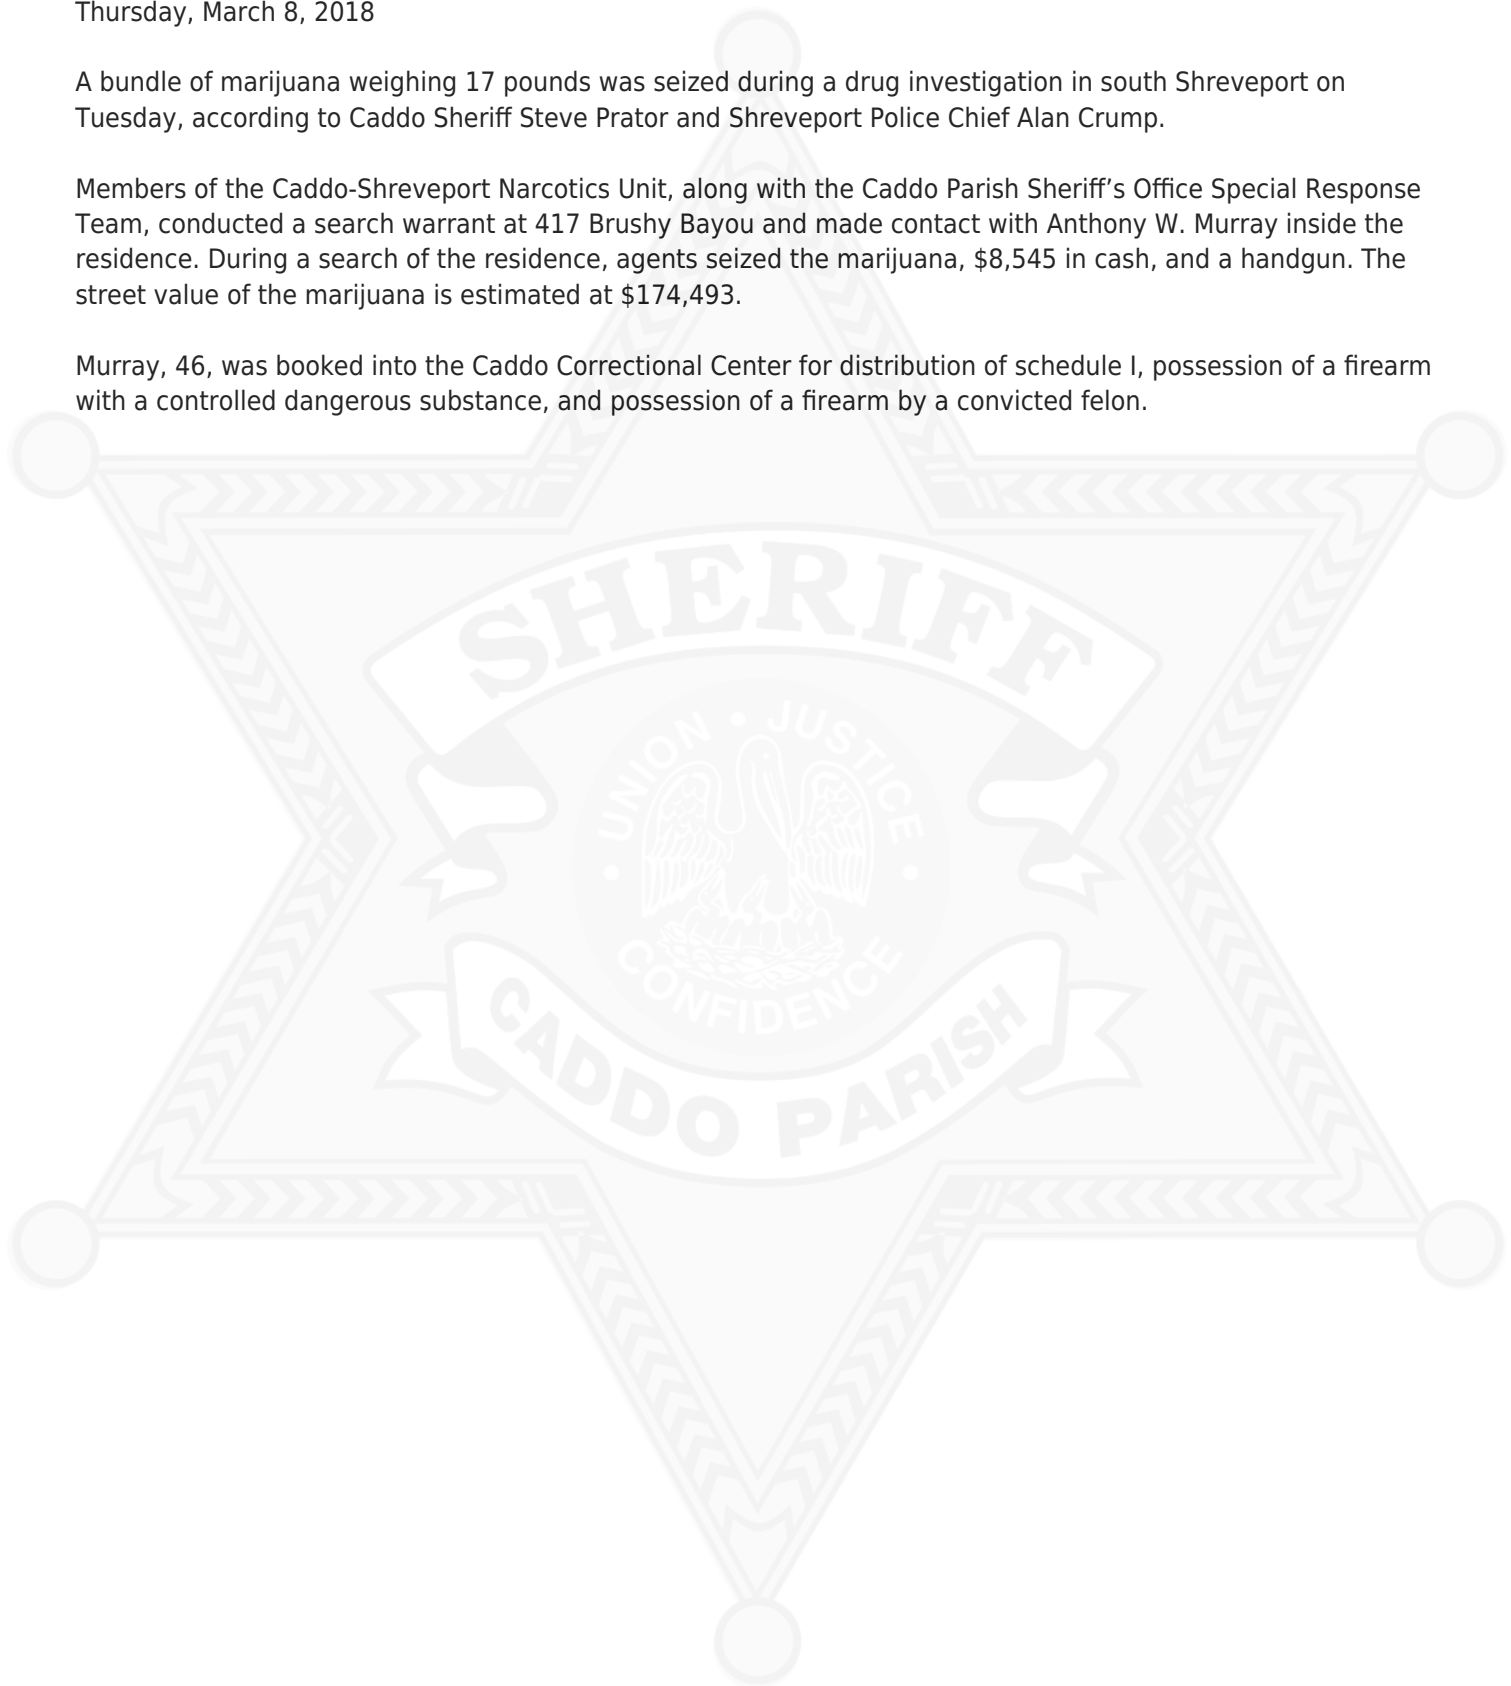 Thursday, March 8, 2018
A bundle of marijuana weighing 17 pounds was seized during a drug investigation in south Shreveport on
Tuesday, according to Caddo Sheriff Steve Prator and Shreveport Police Chief Alan Crump.
Members of the Caddo-Shreveport Narcotics Unit, along with the Caddo Parish Sheriff’s Office Special Response
Team, conducted a search warrant at 417 Brushy Bayou and made contact with Anthony W. Murray inside the
residence. During a search of the residence, agents seized the marijuana, $8,545 in cash, and a handgun. The
street value of the marijuana is estimated at $174,493.
Murray, 46, was booked into the Caddo Correctional Center for distribution of schedule I, possession of a firearm
with a controlled dangerous substance, and possession of a firearm by a convicted felon.
SHERIFF
UNION • JUSTICE
• CONFIDENCE •
CADDO PARISH